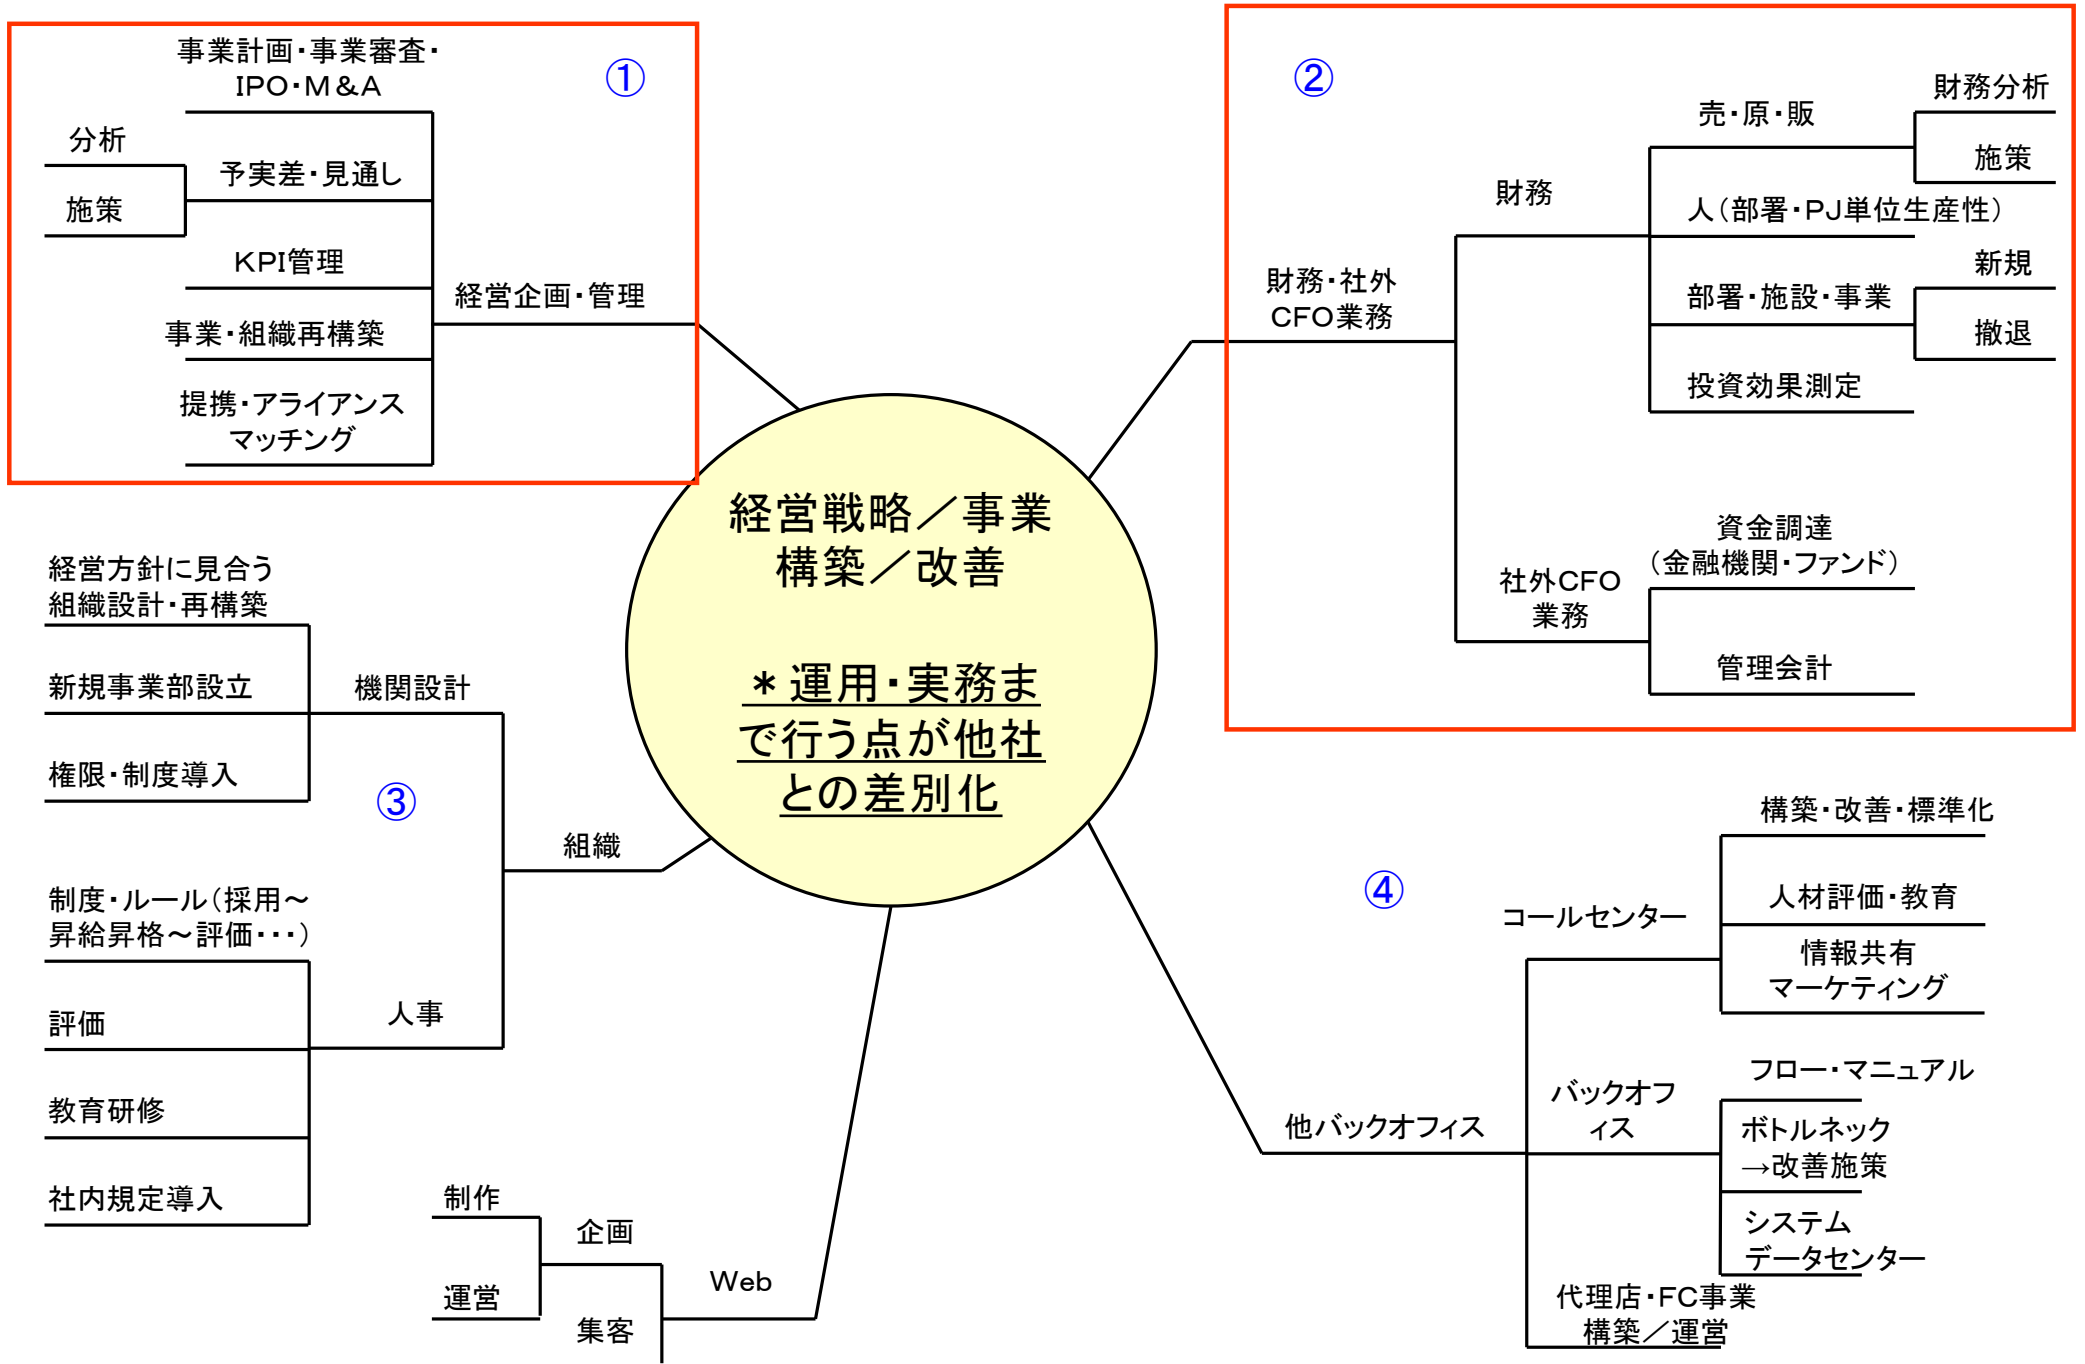 事業計画・事業審査・
IPO・M&A
①
分析
予実差・見通し
施策
KPI管理
経営企画・管理
事業・組織再構築
提携・アライアンス
マッチング
②
財務分析
売・原・販
施策
財務
人(部署・PJ単位生産性)
新規
財務・社外
CFO業務
部署・施設・事業
撤退
投資効果測定
資金調達
(金融機関・ファンド)
社外CFO
業務
管理会計
経営戦略/事業
構築/改善
*運用・実務ま
で行う点が他社
との差別化
経営方針に見合う
組織設計・再構築
新規事業部設立
機関設計
権限・制度導入
③
組織
制度・ルール(採用~
昇給昇格~評価・・・)
人事
評価
教育研修
社内規定導入
制作
企画
運営
Web
集客
④
構築・改善・標準化
コールセンター
人材評価・教育
情報共有
マーケティング
他バックオフィス
バックオフ
ィス
フロー・マニュアル
ボトルネック
→改善施策
システム
データセンター
代理店・FC事業
構築/運営